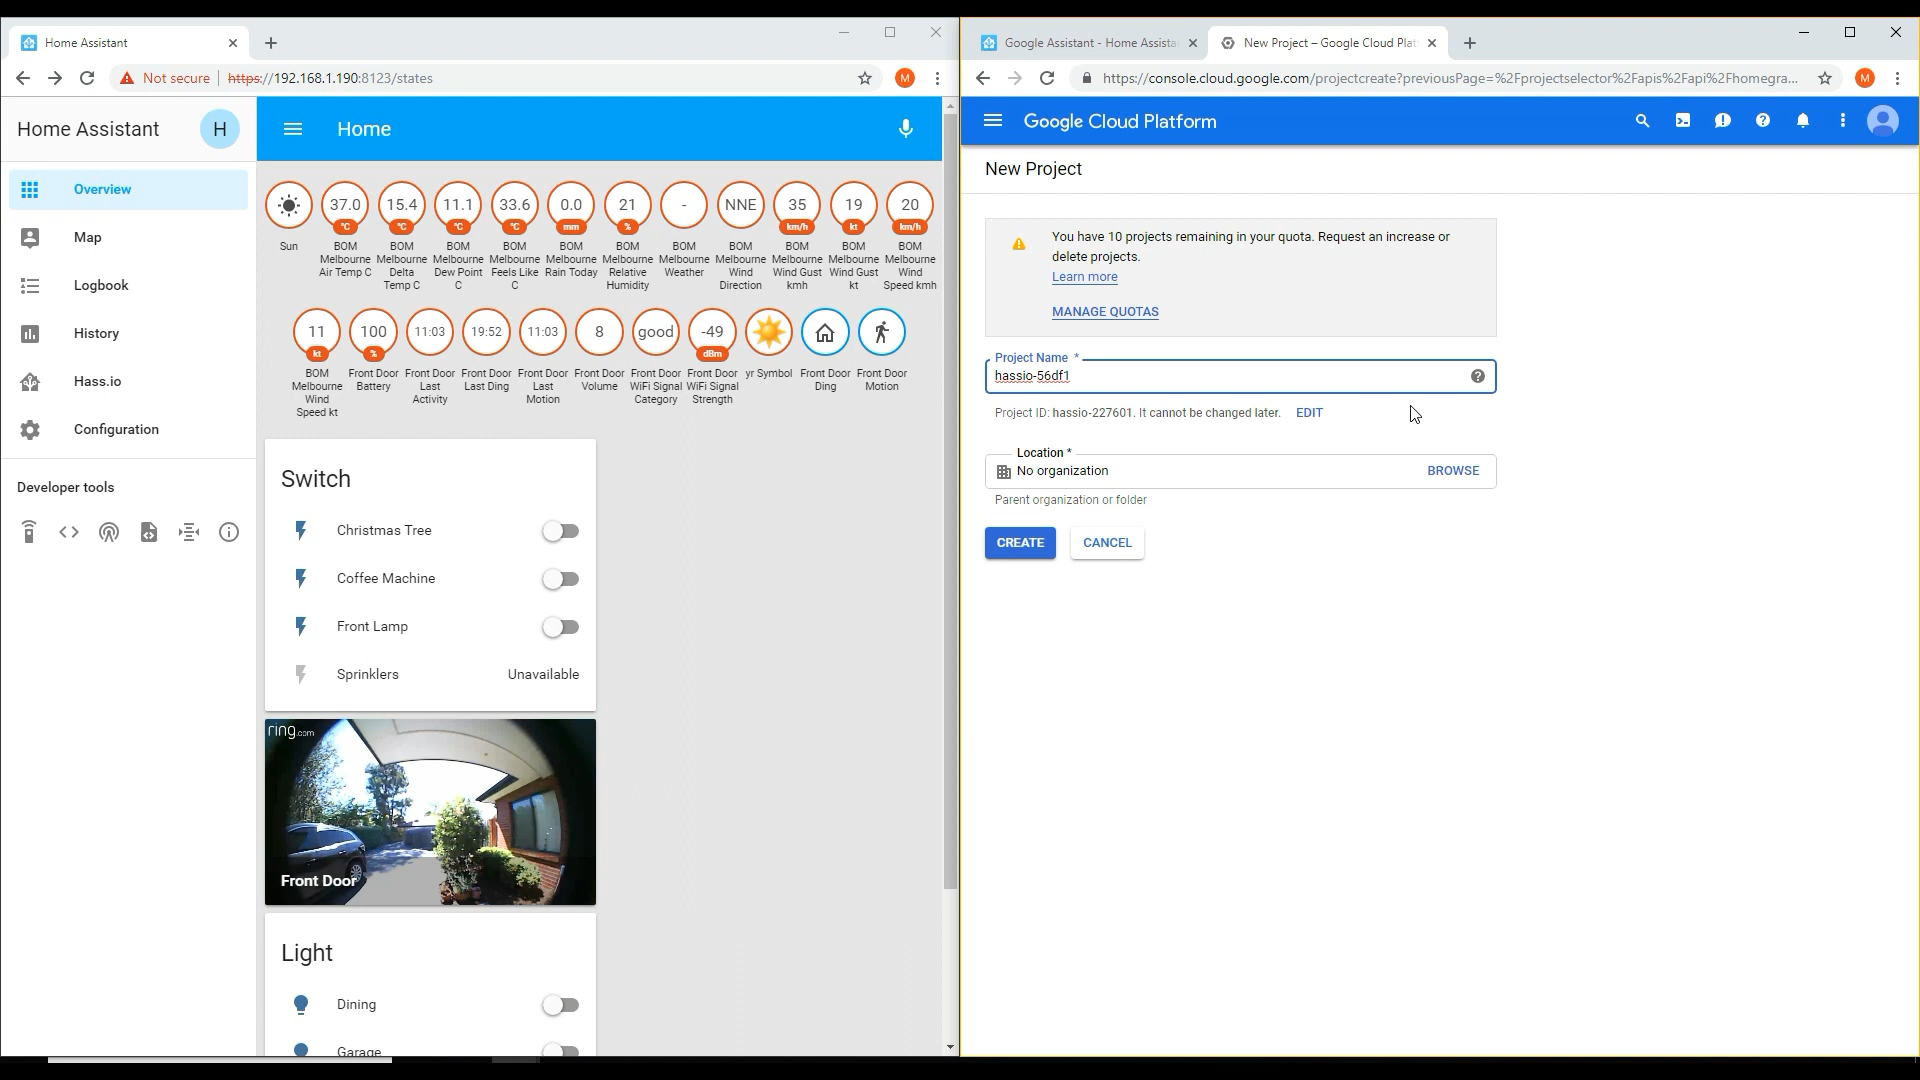 Home Assistant
Not secure
https://192.168.1.190:8123/states
M
Home Assistant
H
Overview
Map
Logbook
History
Hass.io
Configuration
Developer tools
Home
37.0 15.4 11.1 33.6 0.0 21 - NNE 35 19 20
°C °C °C °C mm % km/h kt km/h
Sun
BOM Melbourne Air Temp C
BOM Melbourne Delta Temp C
BOM Melbourne Dew Point C
BOM Melbourne Feels Like C
BOM Melbourne Rain Today
BOM Melbourne Relative Humidity
BOM Melbourne Weather
BOM Melbourne Wind Direction
BOM Melbourne Wind Gust kmh
BOM Melbourne Wind Gust kt
BOM Melbourne Wind Speed kmh
11 100 11:03 19:52 11:03 8 good -49
kt % dBm
BOM Melbourne Wind Speed kt
Front Door Battery
Front Door Last Activity
Front Door Last Ding
Front Door Last Motion
Front Door Volume
Front Door WiFi Signal Category
Front Door WiFi Signal Strength
yr Symbol
Front Door Ding
Front Door Motion
Switch
Christmas Tree
Coffee Machine
Front Lamp
Sprinklers Unavailable
ring.com
Front Door
Light
Dining
Garage
Google Assistant - Home Assista
New Project – Google Cloud Plat
https://console.cloud.google.com/projectcreate?previousPage=%2Fprojectselector%2Fapis%2Fapi%2Fhomegra...
M
Google Cloud Platform
New Project
You have 10 projects remaining in your quota. Request an increase or
delete projects.
Learn more
MANAGE QUOTAS
Project Name *
hassio-56df1
Project ID: hassio-227601. It cannot be changed later. EDIT
Location *
No organization BROWSE
Parent organization or folder
CREATE CANCEL